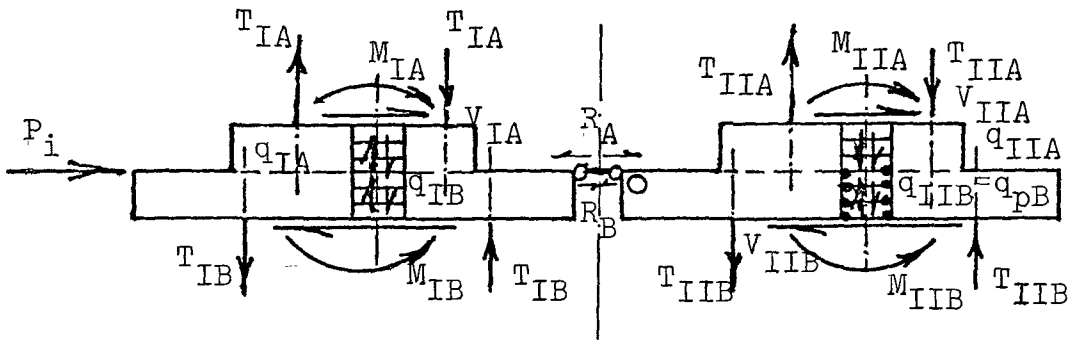 T_IA T_IA
M_IA
T_IIA M_IIA T_IIA
P_i
V_IA R_A V_IIA
q_IA q_IIA
q_IB O q_IIB=q_pB
R_B
T_IB M_IB T_IB T_IIB V_IIB M_IIB T_IIB